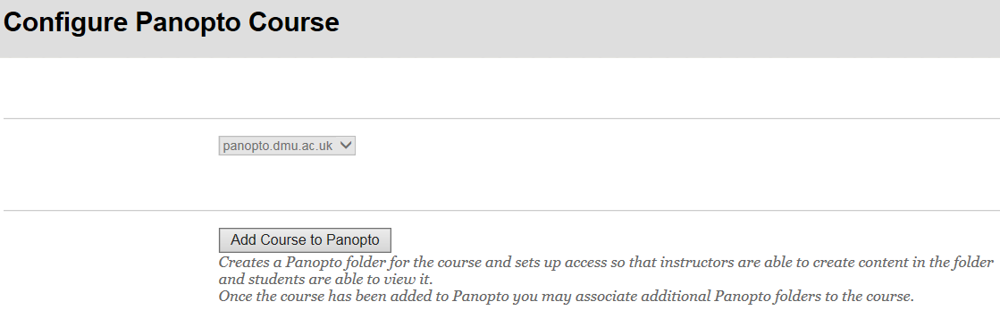 Configure Panopto Course
panopto.dmu.ac.uk
Add Course to Panopto
Creates a Panopto folder for the course and sets up access so that instructors are able to create content in the folder
and students are able to view it.
Once the course has been added to Panopto you may associate additional Panopto folders to the course.